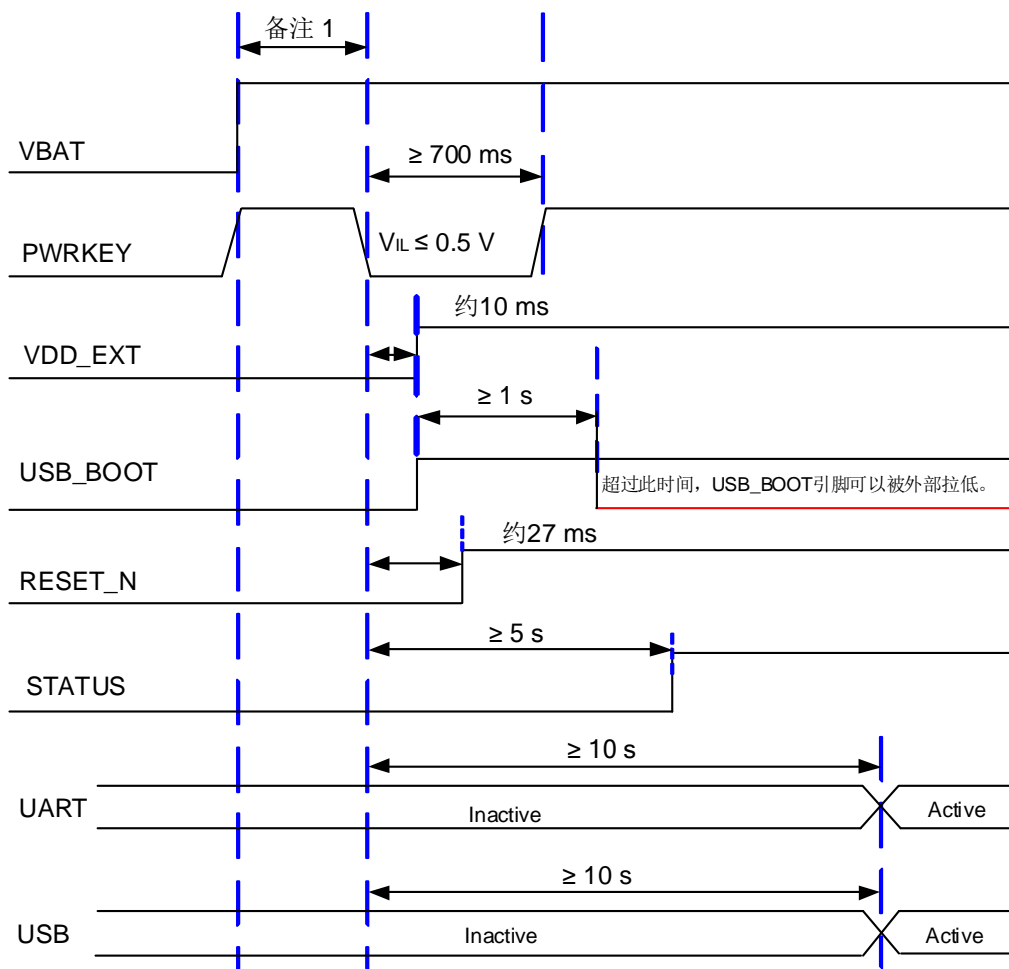 备注 1
VBAT
≥ 700 ms
PWRKEY
VIL ≤ 0.5 V
约10 ms
VDD_EXT
≥ 1 s
USB_BOOT
超过此时间，USB_BOOT引脚可以被外部拉低。
约27 ms
RESET_N
≥ 5 s
STATUS
≥ 10 s
UART
Inactive
Active
≥ 10 s
USB
Inactive
Active